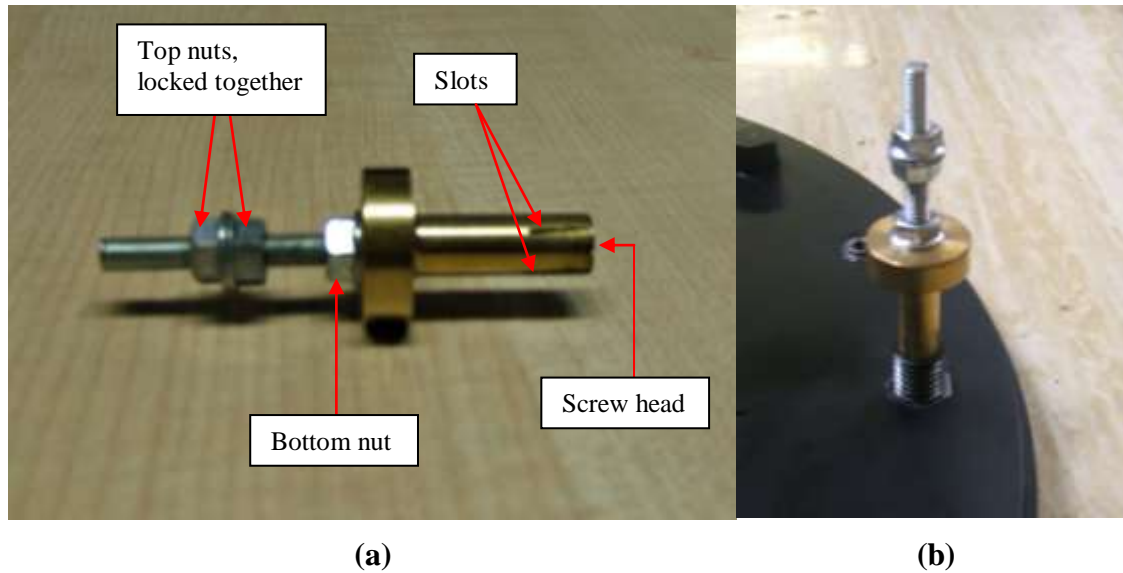 Top nuts,
locked together
Slots
Screw head
Bottom nut
(a)
(b)